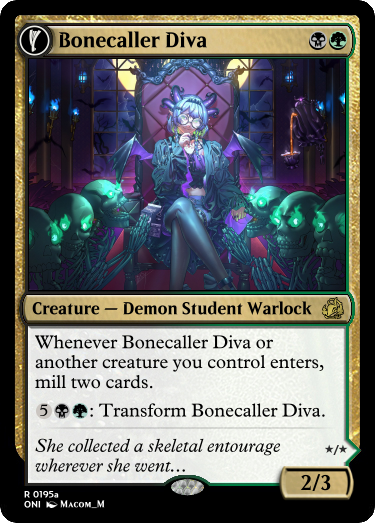 Bonecaller Diva
Creature — Demon Student Warlock
Whenever Bonecaller Diva or
another creature you control enters,
mill two cards.
5: Transform Bonecaller Diva.
She collected a skeletal entourage
wherever she went…
*/*
2/3
R 0195a
ONI Macom_M